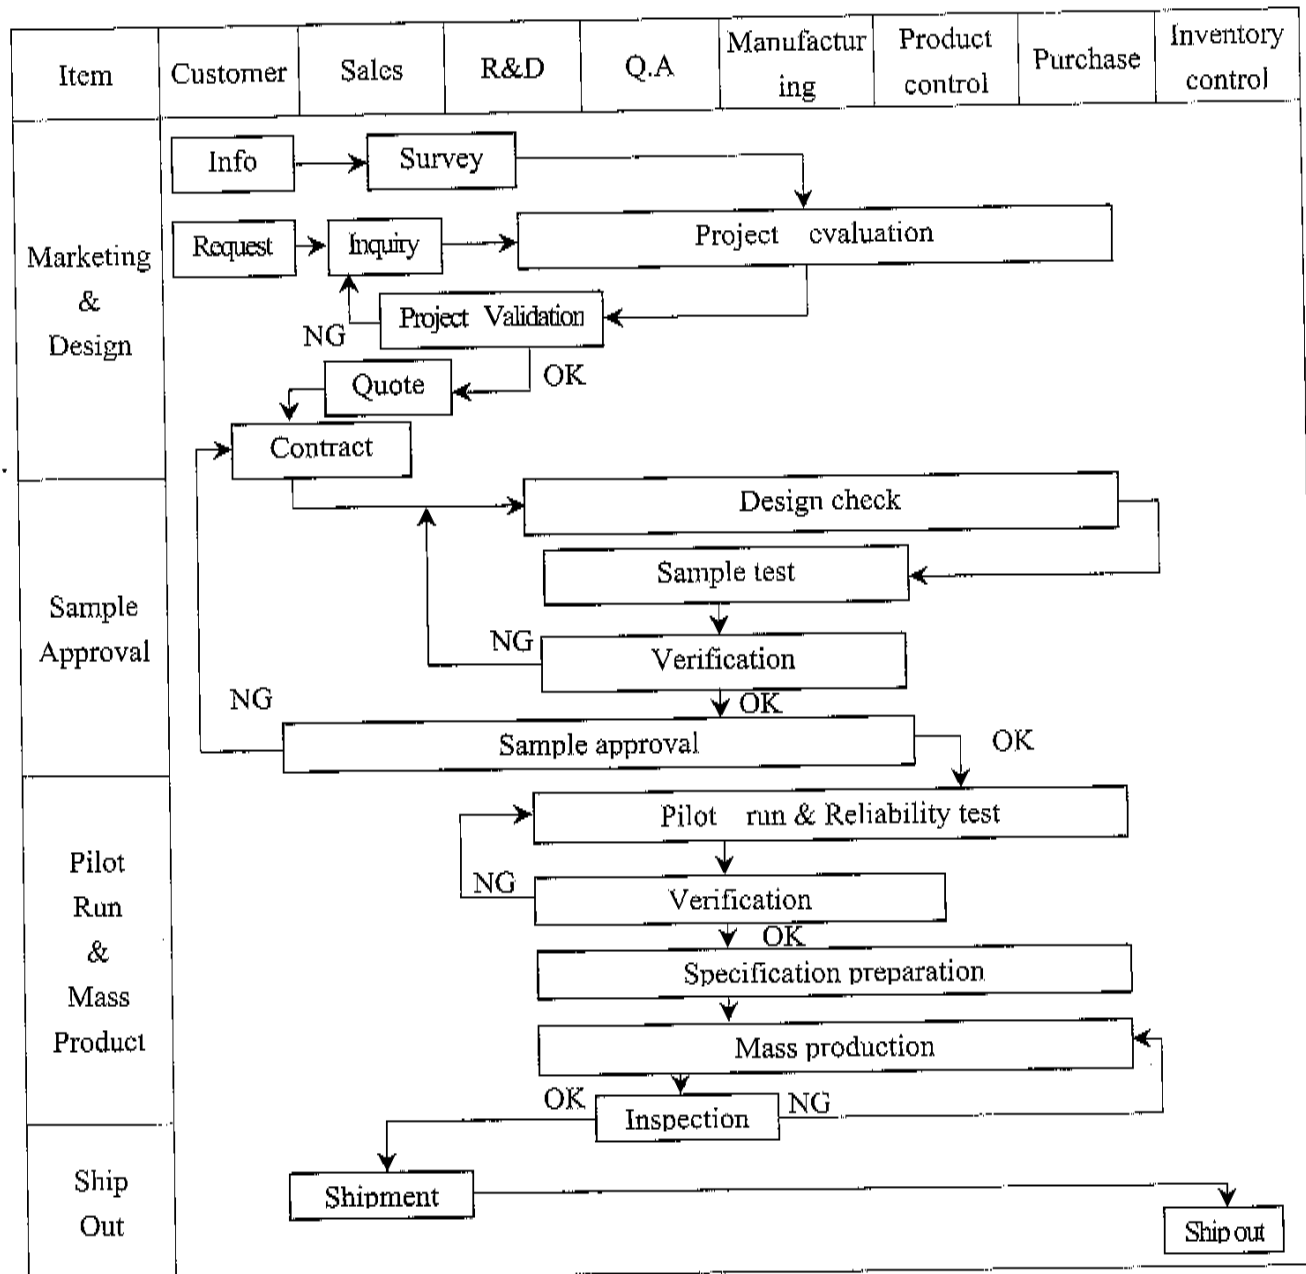 Item
Customer
Sales
R&D
Q.A
Manufactur
ing
Product
control
Purchase
Inventory
control
Marketing
&
Design
Info
Survey
Request
Inquiry
Project evaluation
Project Validation
NG
OK
Quote
Contract
Sample
Approval
Design check
Sample test
NG
Verification
OK
NG
Sample approval
OK
Pilot
Run
&
Mass
Product
Pilot run & Reliability test
NG
Verification
OK
Specification preparation
Mass production
OK
Inspection
NG
Ship
Out
Shipment
Ship out